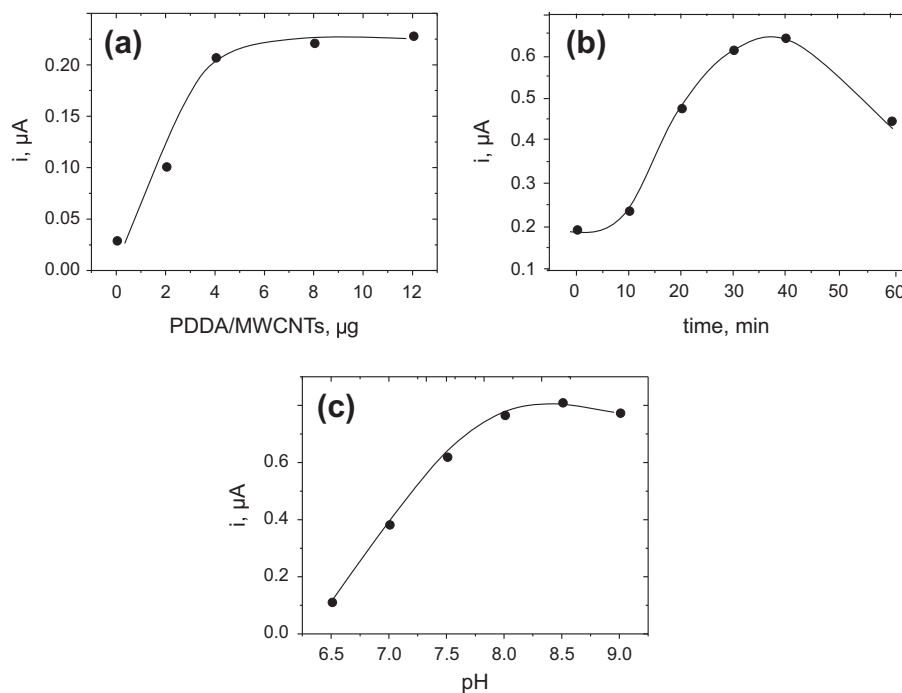 (a)
i, µA
0.20
0.15
0.10
0.05
0.00
0 2 4 6 8 10 12
PDDA/MWCNTs, µg
(b)
i, µA
0.6
0.5
0.4
0.3
0.2
0.1
0 10 20 30 40 50 60
time, min
(c)
i, µA
0.6
0.4
0.2
0.0
6.5 7.0 7.5 8.0 8.5 9.0
pH